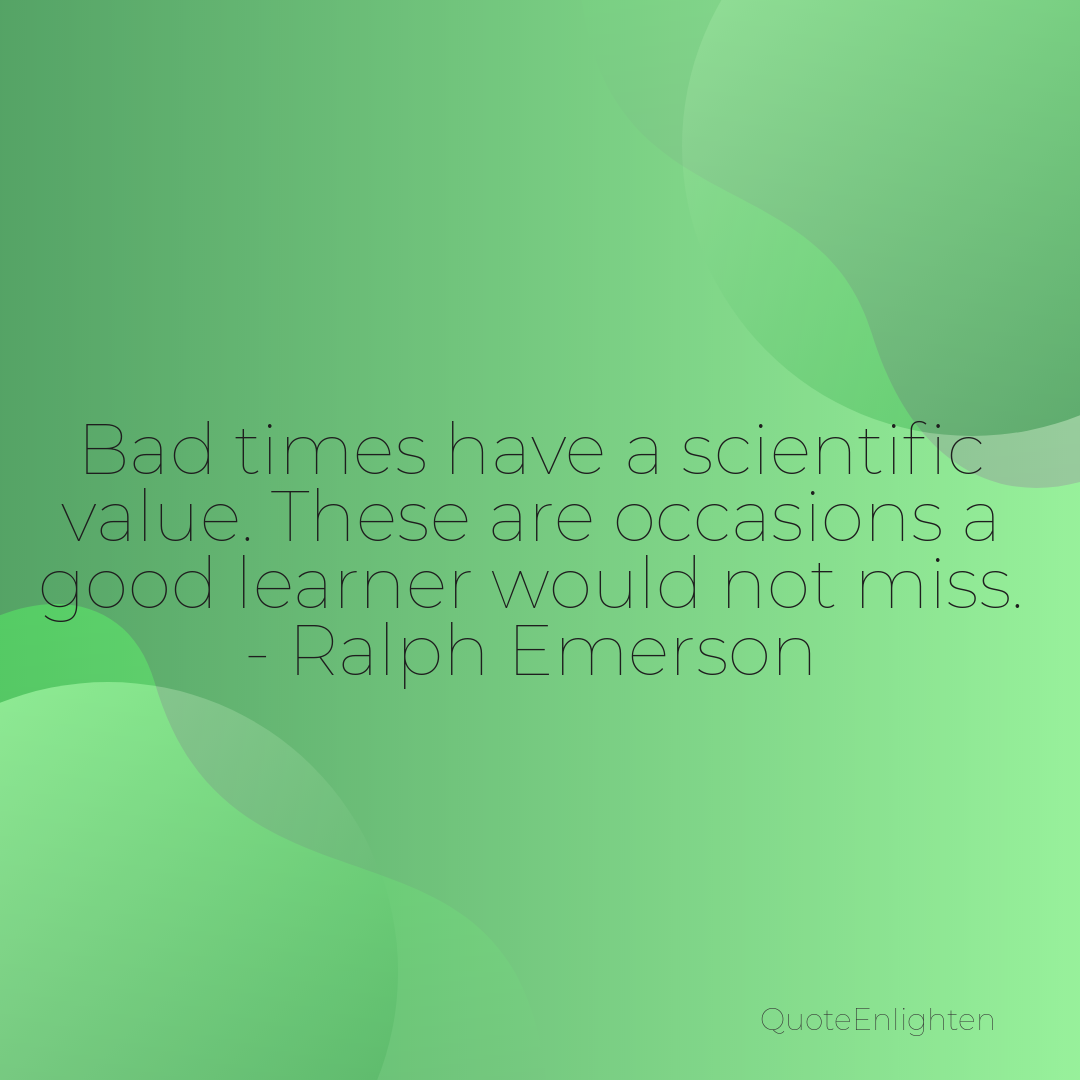 Bad times have a scientific
value. These are occasions a
good learner would not miss.
- Ralph Emerson
QuoteEnlighten